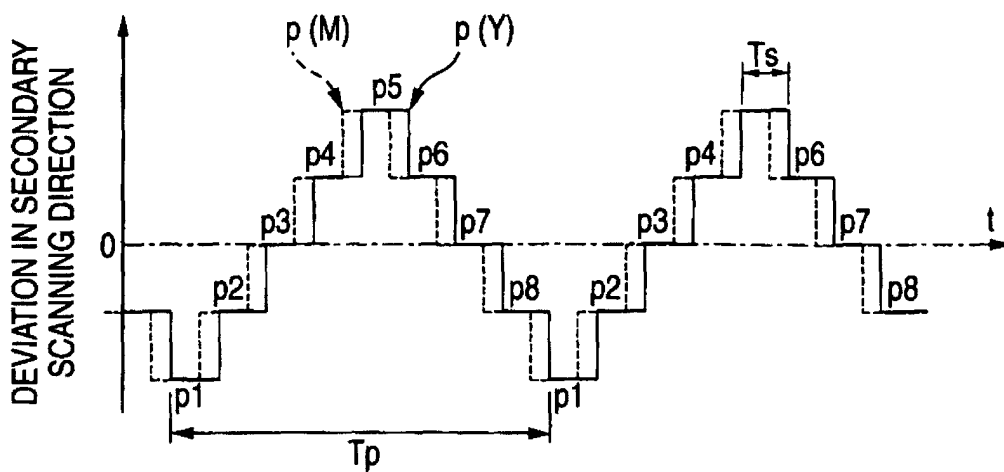 DEVIATION IN SECONDARY
SCANNING DIRECTION
p (M) p (Y) Ts
p5
p4 p6 p4 p6
p3 p7 p3 p7 t
0
p2 p8 p2 p8
p1 p1
Tp